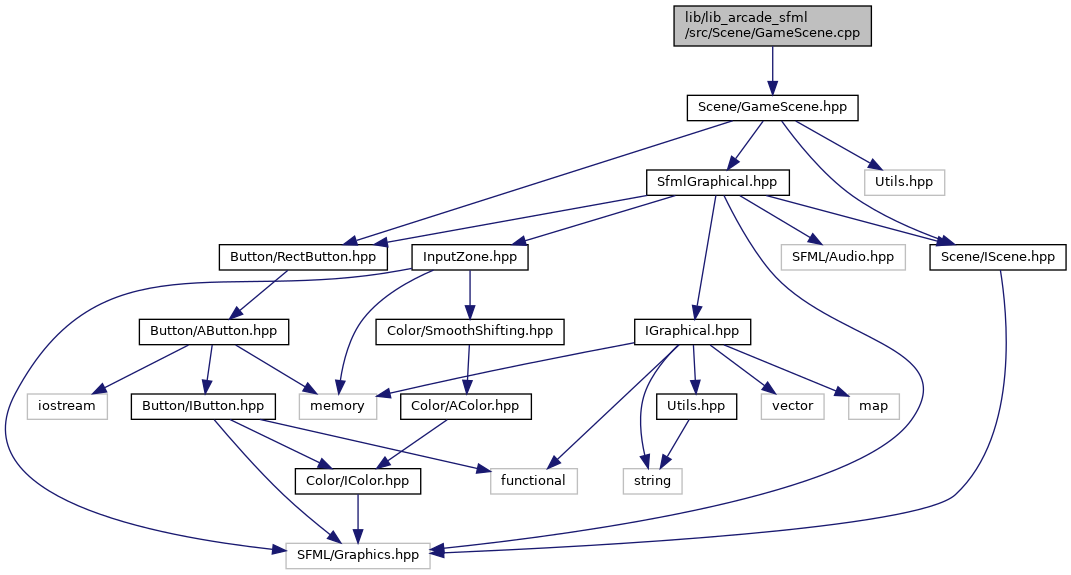 lib/lib_arcade_sfml
/src/Scene/GameScene.cpp
Scene/GameScene.hpp
SfmlGraphical.hpp
Utils.hpp
Button/RectButton.hpp
InputZone.hpp
SFML/Audio.hpp
Scene/IScene.hpp
Button/AButton.hpp
Color/SmoothShifting.hpp
IGraphical.hpp
iostream
Button/IButton.hpp
memory
Color/AColor.hpp
Utils.hpp
vector
map
Color/IColor.hpp
functional
string
SFML/Graphics.hpp